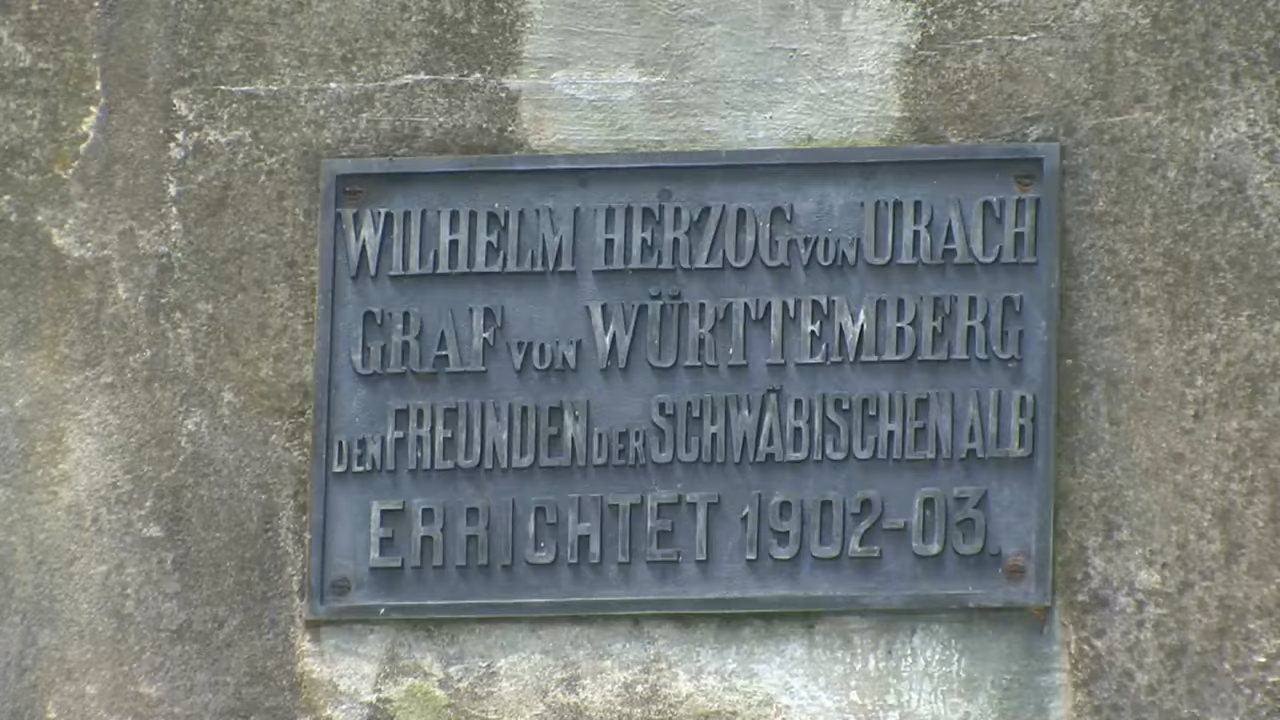 WILHELM HERZOG VON URACH
GRAF VON WÜRTTEMBERG
DEN FREUNDEN DER SCHWÄBISCHEN ALB
ERRICHTET 1902-03.